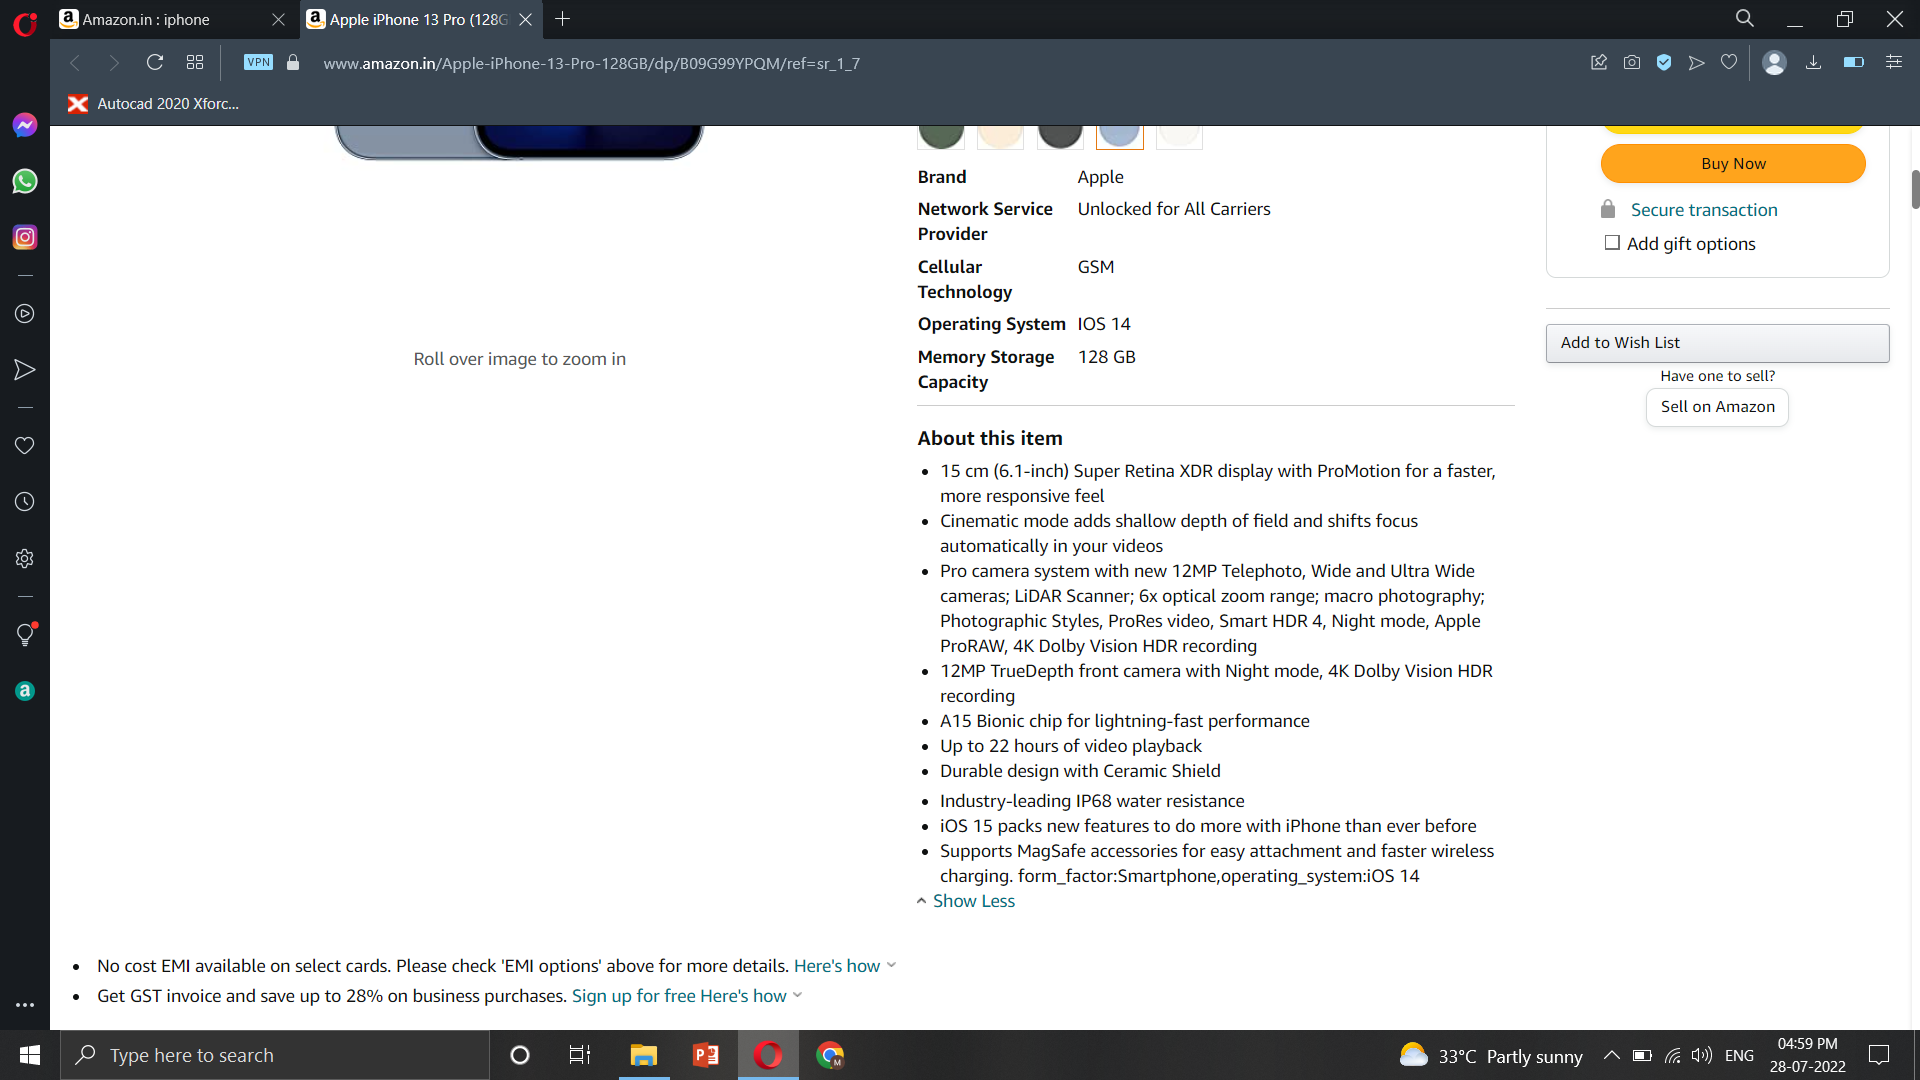 Amazon.in : iphone
Apple iPhone 13 Pro (128G
VPN
www.amazon.in/Apple-iPhone-13-Pro-128GB/dp/B09G99YPQM/ref=sr_1_7
Autocad 2020 Xforc...
Brand Apple
Network Service Unlocked for All Carriers
Provider
Cellular GSM
Technology
Operating System IOS 14
Memory Storage 128 GB
Capacity
Roll over image to zoom in
About this item
15 cm (6.1-inch) Super Retina XDR display with ProMotion for a faster,
more responsive feel
Cinematic mode adds shallow depth of field and shifts focus
automatically in your videos
Pro camera system with new 12MP Telephoto, Wide and Ultra Wide
cameras; LiDAR Scanner; 6x optical zoom range; macro photography;
Photographic Styles, ProRes video, Smart HDR 4, Night mode, Apple
ProRAW, 4K Dolby Vision HDR recording
12MP TrueDepth front camera with Night mode, 4K Dolby Vision HDR
recording
A15 Bionic chip for lightning-fast performance
Up to 22 hours of video playback
Durable design with Ceramic Shield
Industry-leading IP68 water resistance
iOS 15 packs new features to do more with iPhone than ever before
Supports MagSafe accessories for easy attachment and faster wireless
charging. form_factor:Smartphone,operating_system:iOS 14
Show Less
Buy Now
Secure transaction
Add gift options
Add to Wish List
Have one to sell?
Sell on Amazon
No cost EMI available on select cards. Please check 'EMI options' above for more details. Here's how
Get GST invoice and save up to 28% on business purchases. Sign up for free Here's how
Type here to search
33°C Partly sunny
ENG
04:59 PM
28-07-2022